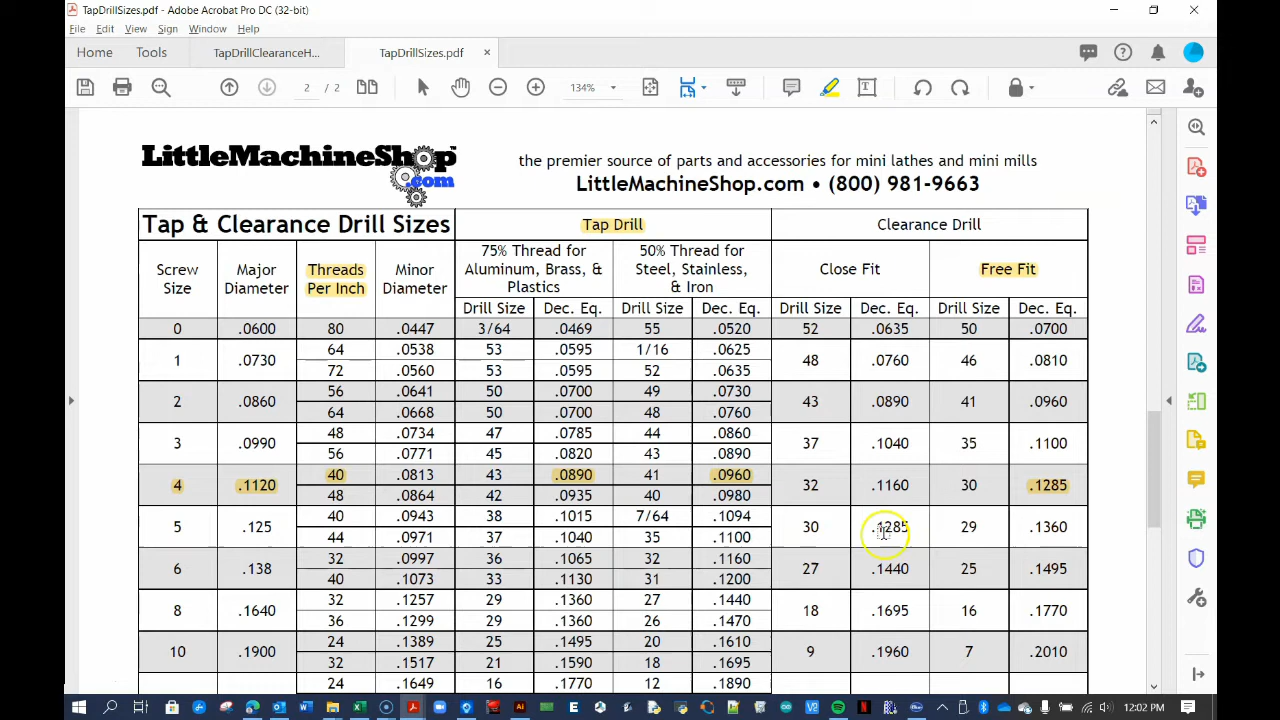 TapDrillSizes.pdf - Adobe Acrobat Pro DC (32-bit)
File Edit View Sign Window Help
Home Tools TapDrillClearanceH... TapDrillSizes.pdf ×
2 / 2 134%
LittleMachineShop
.com
the premier source of parts and accessories for mini lathes and mini mills
LittleMachineShop.com • (800) 981-9663
Tap & Clearance Drill Sizes Tap Drill Clearance Drill
Screw Size Major Diameter Threads Per Inch Minor Diameter 75% Thread for Aluminum, Brass, & Plastics 50% Thread for Steel, Stainless, & Iron Close Fit Free Fit
Drill Size Dec. Eq. Drill Size Dec. Eq. Drill Size Dec. Eq. Drill Size Dec. Eq.
0 .0600 80 .0447 3/64 .0469 55 .0520 52 .0635 50 .0700
1 .0730 64 .0538 53 .0595 1/16 .0625 48 .0760 46 .0810
72 .0560 53 .0595 52 .0635
2 .0860 56 .0641 50 .0700 49 .0730 43 .0890 41 .0960
64 .0668 50 .0700 48 .0760
3 .0990 48 .0734 47 .0785 44 .0860 37 .1040 35 .1100
56 .0771 45 .0820 43 .0890
4 .1120 40 .0813 43 .0890 41 .0960 32 .1160 30 .1285
48 .0864 42 .0935 40 .0980
5 .125 40 .0943 38 .1015 7/64 .1094 30 .1285 29 .1360
44 .0971 37 .1040 35 .1100
6 .138 32 .0997 36 .1065 32 .1160 27 .1440 25 .1495
40 .1073 33 .1130 31 .1200
8 .1640 32 .1257 29 .1360 27 .1440 18 .1695 16 .1770
36 .1299 29 .1360 26 .1470
10 .1900 24 .1389 25 .1495 20 .1610 9 .1960 7 .2010
32 .1517 21 .1590 18 .1695
24 .1649 16 .1770 12 .1890
12:02 PM